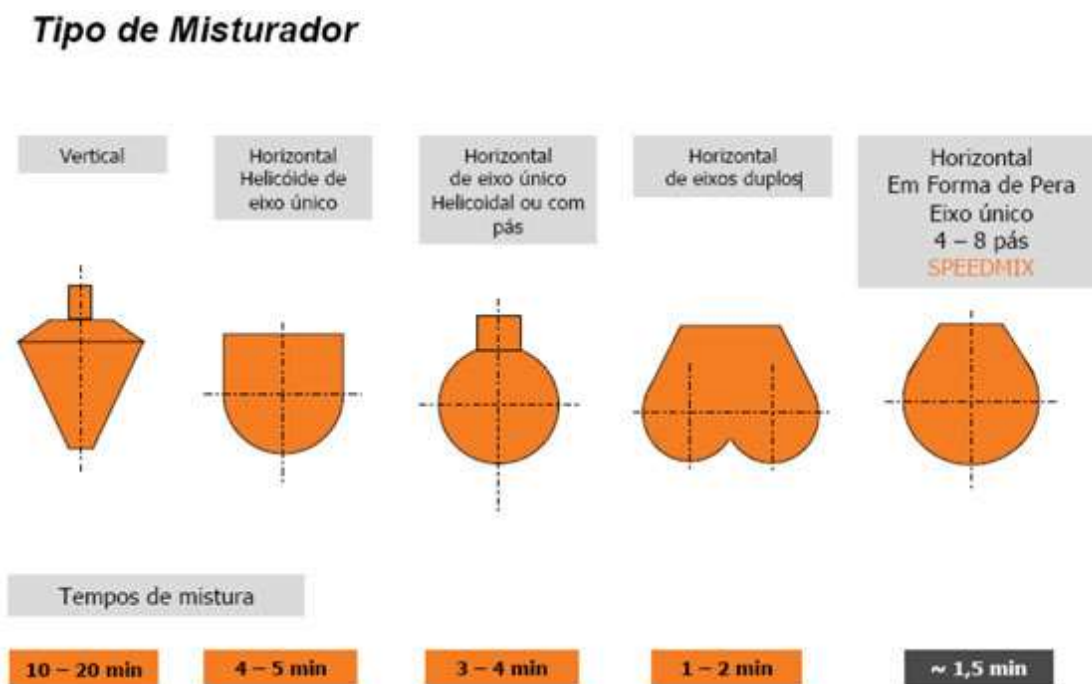 Tipo de Misturador
Vertical
Horizontal
Helicóide de
eixo único
Horizontal
de eixo único
Helicoidal ou com
pás
Horizontal
de eixos duplos
Horizontal
Em Forma de Pera
Eixo único
4 – 8 pás
SPEEDMIX
Tempos de mistura
10 – 20 min
4 – 5 min
3 – 4 min
1 – 2 min
~ 1,5 min